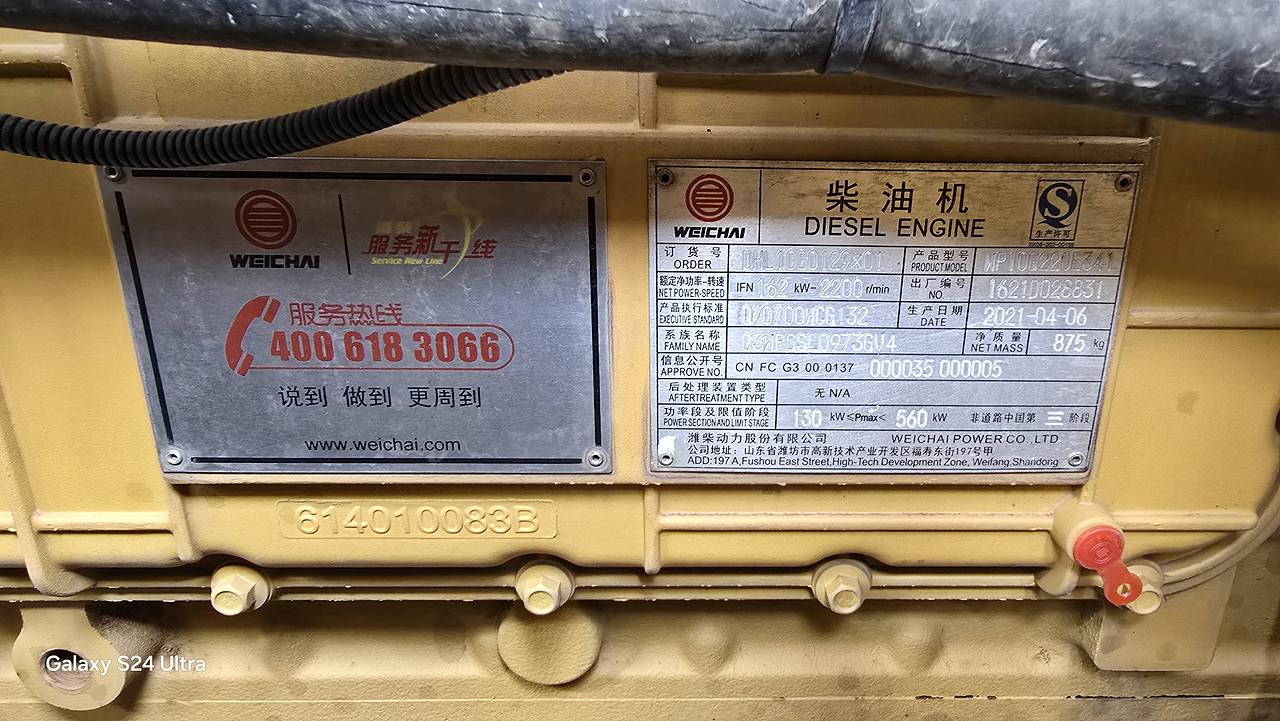 WEICHAI
服务新干线
Service New Line
服务热线
400 618 3066
说到 做到 更周到
www.weichai.com
WEICHAI
柴油机
DIESEL ENGINE
S
生产许可
订货号
ORDER
产品型号
PRODUCT MODEL
WP10G220E341
额定净功率-转速
NET POWER-SPEED
IFN 162 kW- 2200 r/min
出厂编号
NO.
1621D028831
产品执行标准
EXECUTIVE STANDARD
生产日期
DATE
2021-04-06
系族名称
FAMILY NAME
净质量
NET MASS
875 kg
信息公开号
APPROVE NO.
CN FC G3 00 0137 000035 000005
后处理装置类型
AFTERTREATMENT TYPE
无 N/A
功率段及限值阶段
POWER SECTION AND LIMIT STAGE
130 kW≤Pmax< 560 kW 非道路中国第 三 阶段
潍柴动力股份有限公司 WEICHAI POWER CO., LTD
公司地址: 山东省潍坊市高新技术产业开发区福寿东街197号甲
ADD:197 A,Fushou East Street,High-Tech Development Zone, Weifang,Shandong
614010083B
Galaxy S24 Ultra